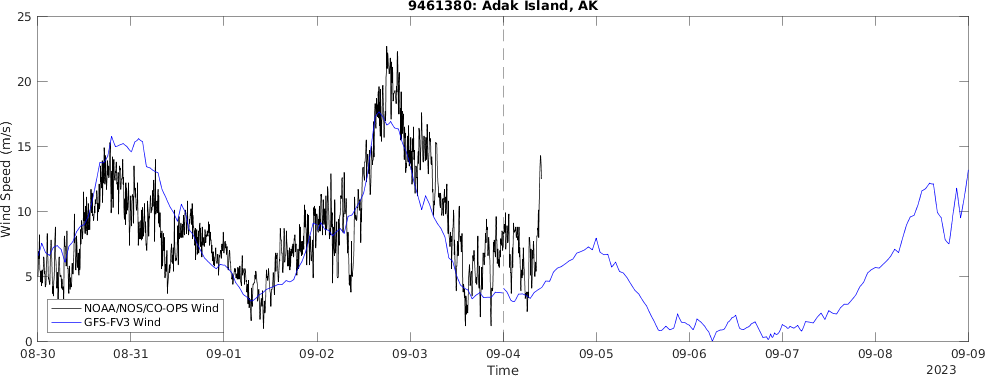 9461380: Adak Island, AK
Wind Speed (m/s)
25
20
15
10
5
0
NOAA/NOS/CO-OPS Wind
GFS-FV3 Wind
08-30 08-31 09-01 09-02 09-03 09-04 09-05 09-06 09-07 09-08 09-09
Time
2023